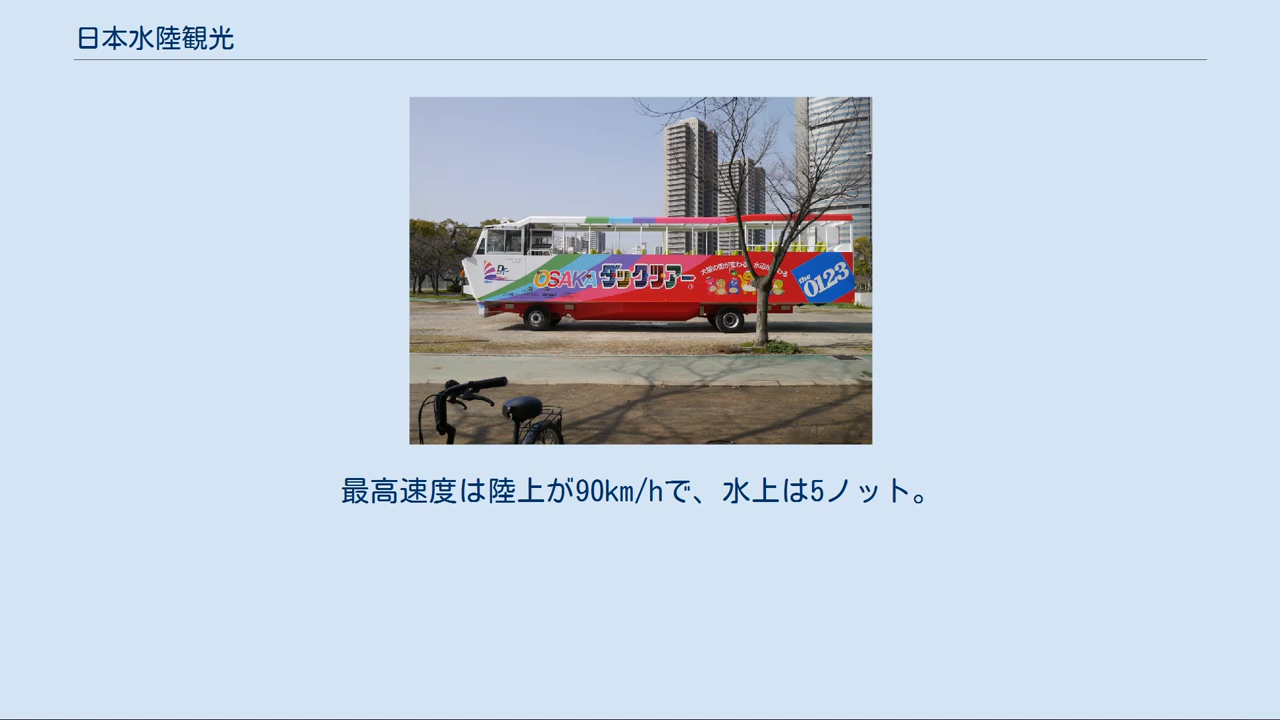 日本水陸観光
OSAKA ダックツアー
the 0123
最高速度は陸上が90km/hで、水上は5ノット。